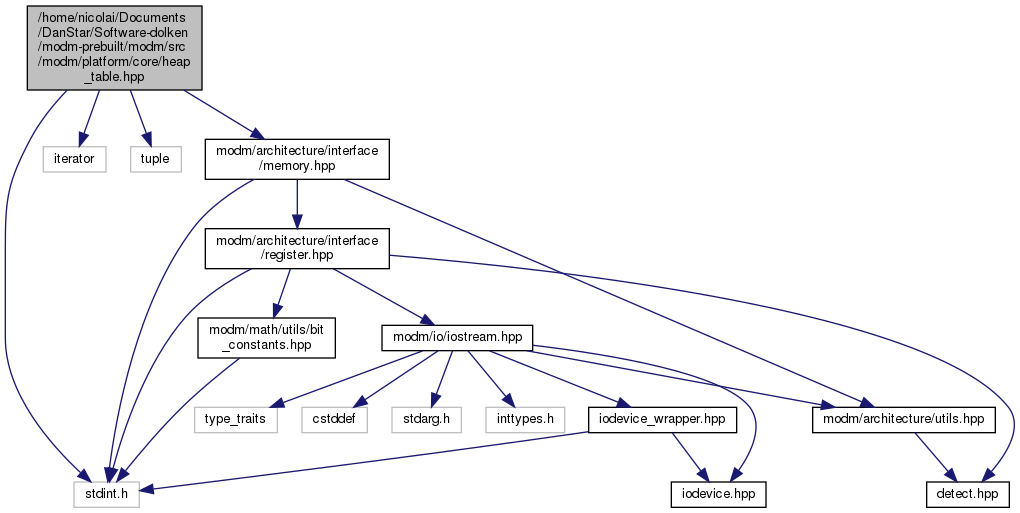 /home/nicolai/Documents
/DanStar/Software-dolken
/modm-prebuilt/modm/src
/modm/platform/core/heap
_table.hpp
iterator
tuple
modm/architecture/interface
/memory.hpp
modm/architecture/interface
/register.hpp
modm/math/utils/bit
_constants.hpp
modm/io/iostream.hpp
type_traits
cstddef
stdarg.h
inttypes.h
iodevice_wrapper.hpp
modm/architecture/utils.hpp
stdint.h
iodevice.hpp
detect.hpp